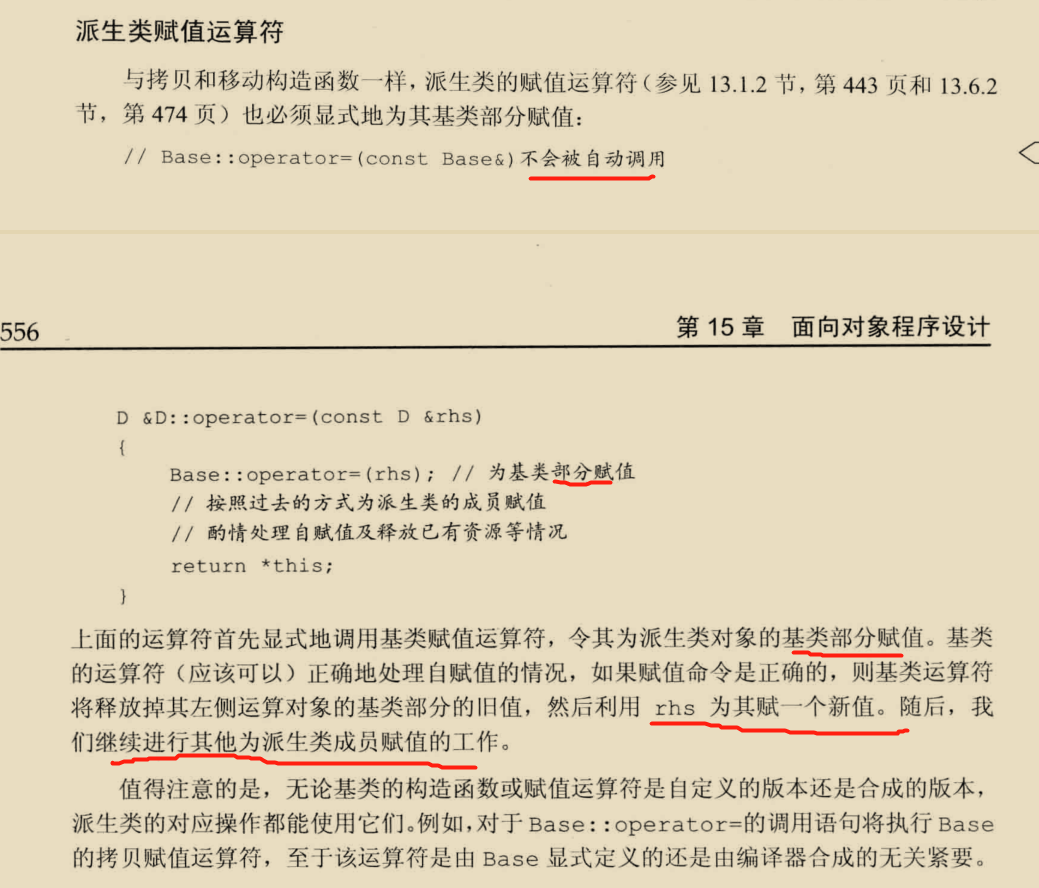 派生类赋值运算符
与拷贝和移动构造函数一样，派生类的赋值运算符（参见 13.1.2 节，第 443 页和 13.6.2
节，第 474 页）也必须显式地为其基类部分赋值：
// Base::operator=(const Base&)不会被自动调用
556
第 15 章 面向对象程序设计
D &D::operator=(const D &rhs)
{
Base::operator=(rhs); // 为基类部分赋值
// 按照过去的方式为派生类的成员赋值
// 酌情处理自赋值及释放已有资源等情况
return *this;
}
上面的运算符首先显式地调用基类赋值运算符，令其为派生类对象的基类部分赋值。基类
的运算符（应该可以）正确地处理自赋值的情况，如果赋值命令是正确的，则基类运算符
将释放掉其左侧运算对象的基类部分的旧值，然后利用 rhs 为其赋一个新值。随后，我
们继续进行其他为派生类成员赋值的工作。
值得注意的是，无论基类的构造函数或赋值运算符是自定义的版本还是合成的版本，
派生类的对应操作都能使用它们。例如，对于 Base::operator=的调用语句将执行 Base
的拷贝赋值运算符，至于该运算符是由 Base 显式定义的还是由编译器合成的无关紧要。